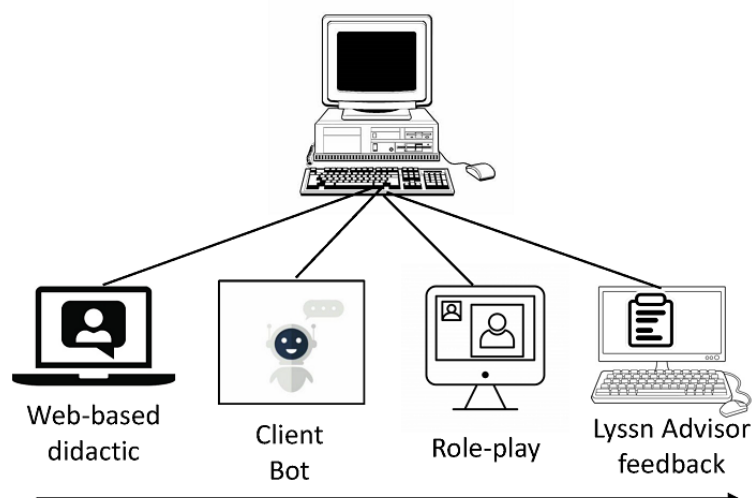 Web-based
didactic
Client
Bot
Role-play
Lyssn Advisor
feedback